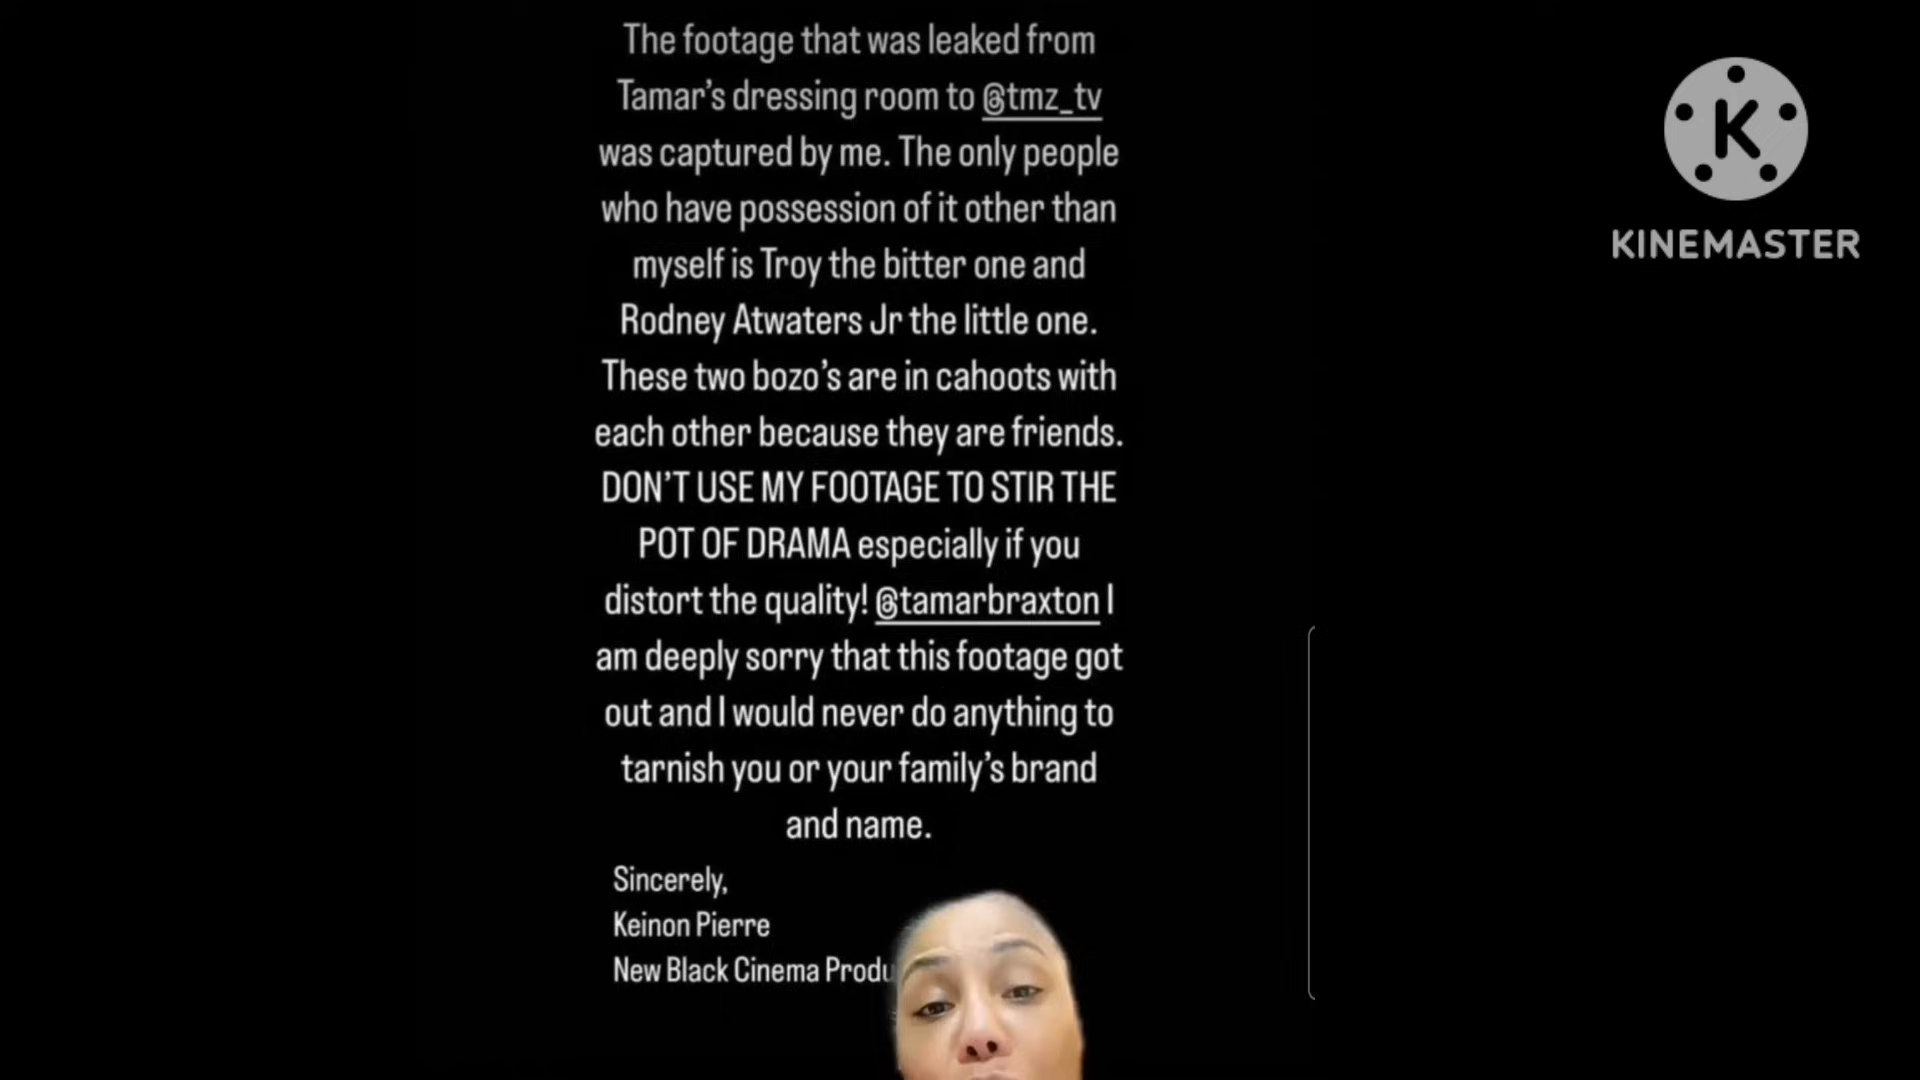 The footage that was leaked from
Tamar's dressing room to @tmz_tv
was captured by me. The only people
who have possession of it other than
myself is Troy the bitter one and
Rodney Atwaters Jr the little one.
These two bozo's are in cahoots with
each other because they are friends.
DON'T USE MY FOOTAGE TO STIR THE
POT OF DRAMA especially if you
distort the quality! @tamarbraxton I
am deeply sorry that this footage got
out and I would never do anything to
tarnish you or your family's brand
and name.
Sincerely,
Keinon Pierre
New Black Cinema Produ
K
KINEMASTER